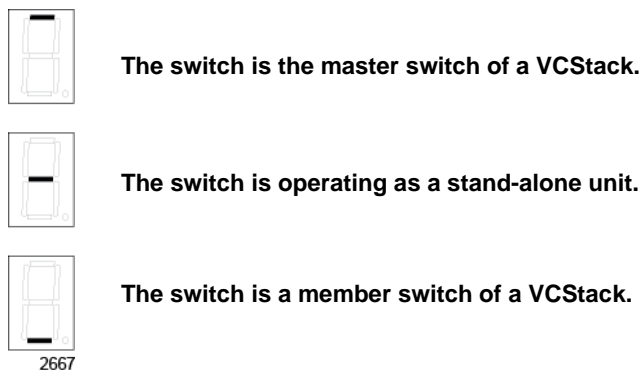 The switch is the master switch of a VCStack.
The switch is operating as a stand-alone unit.
The switch is a member switch of a VCStack.
2667